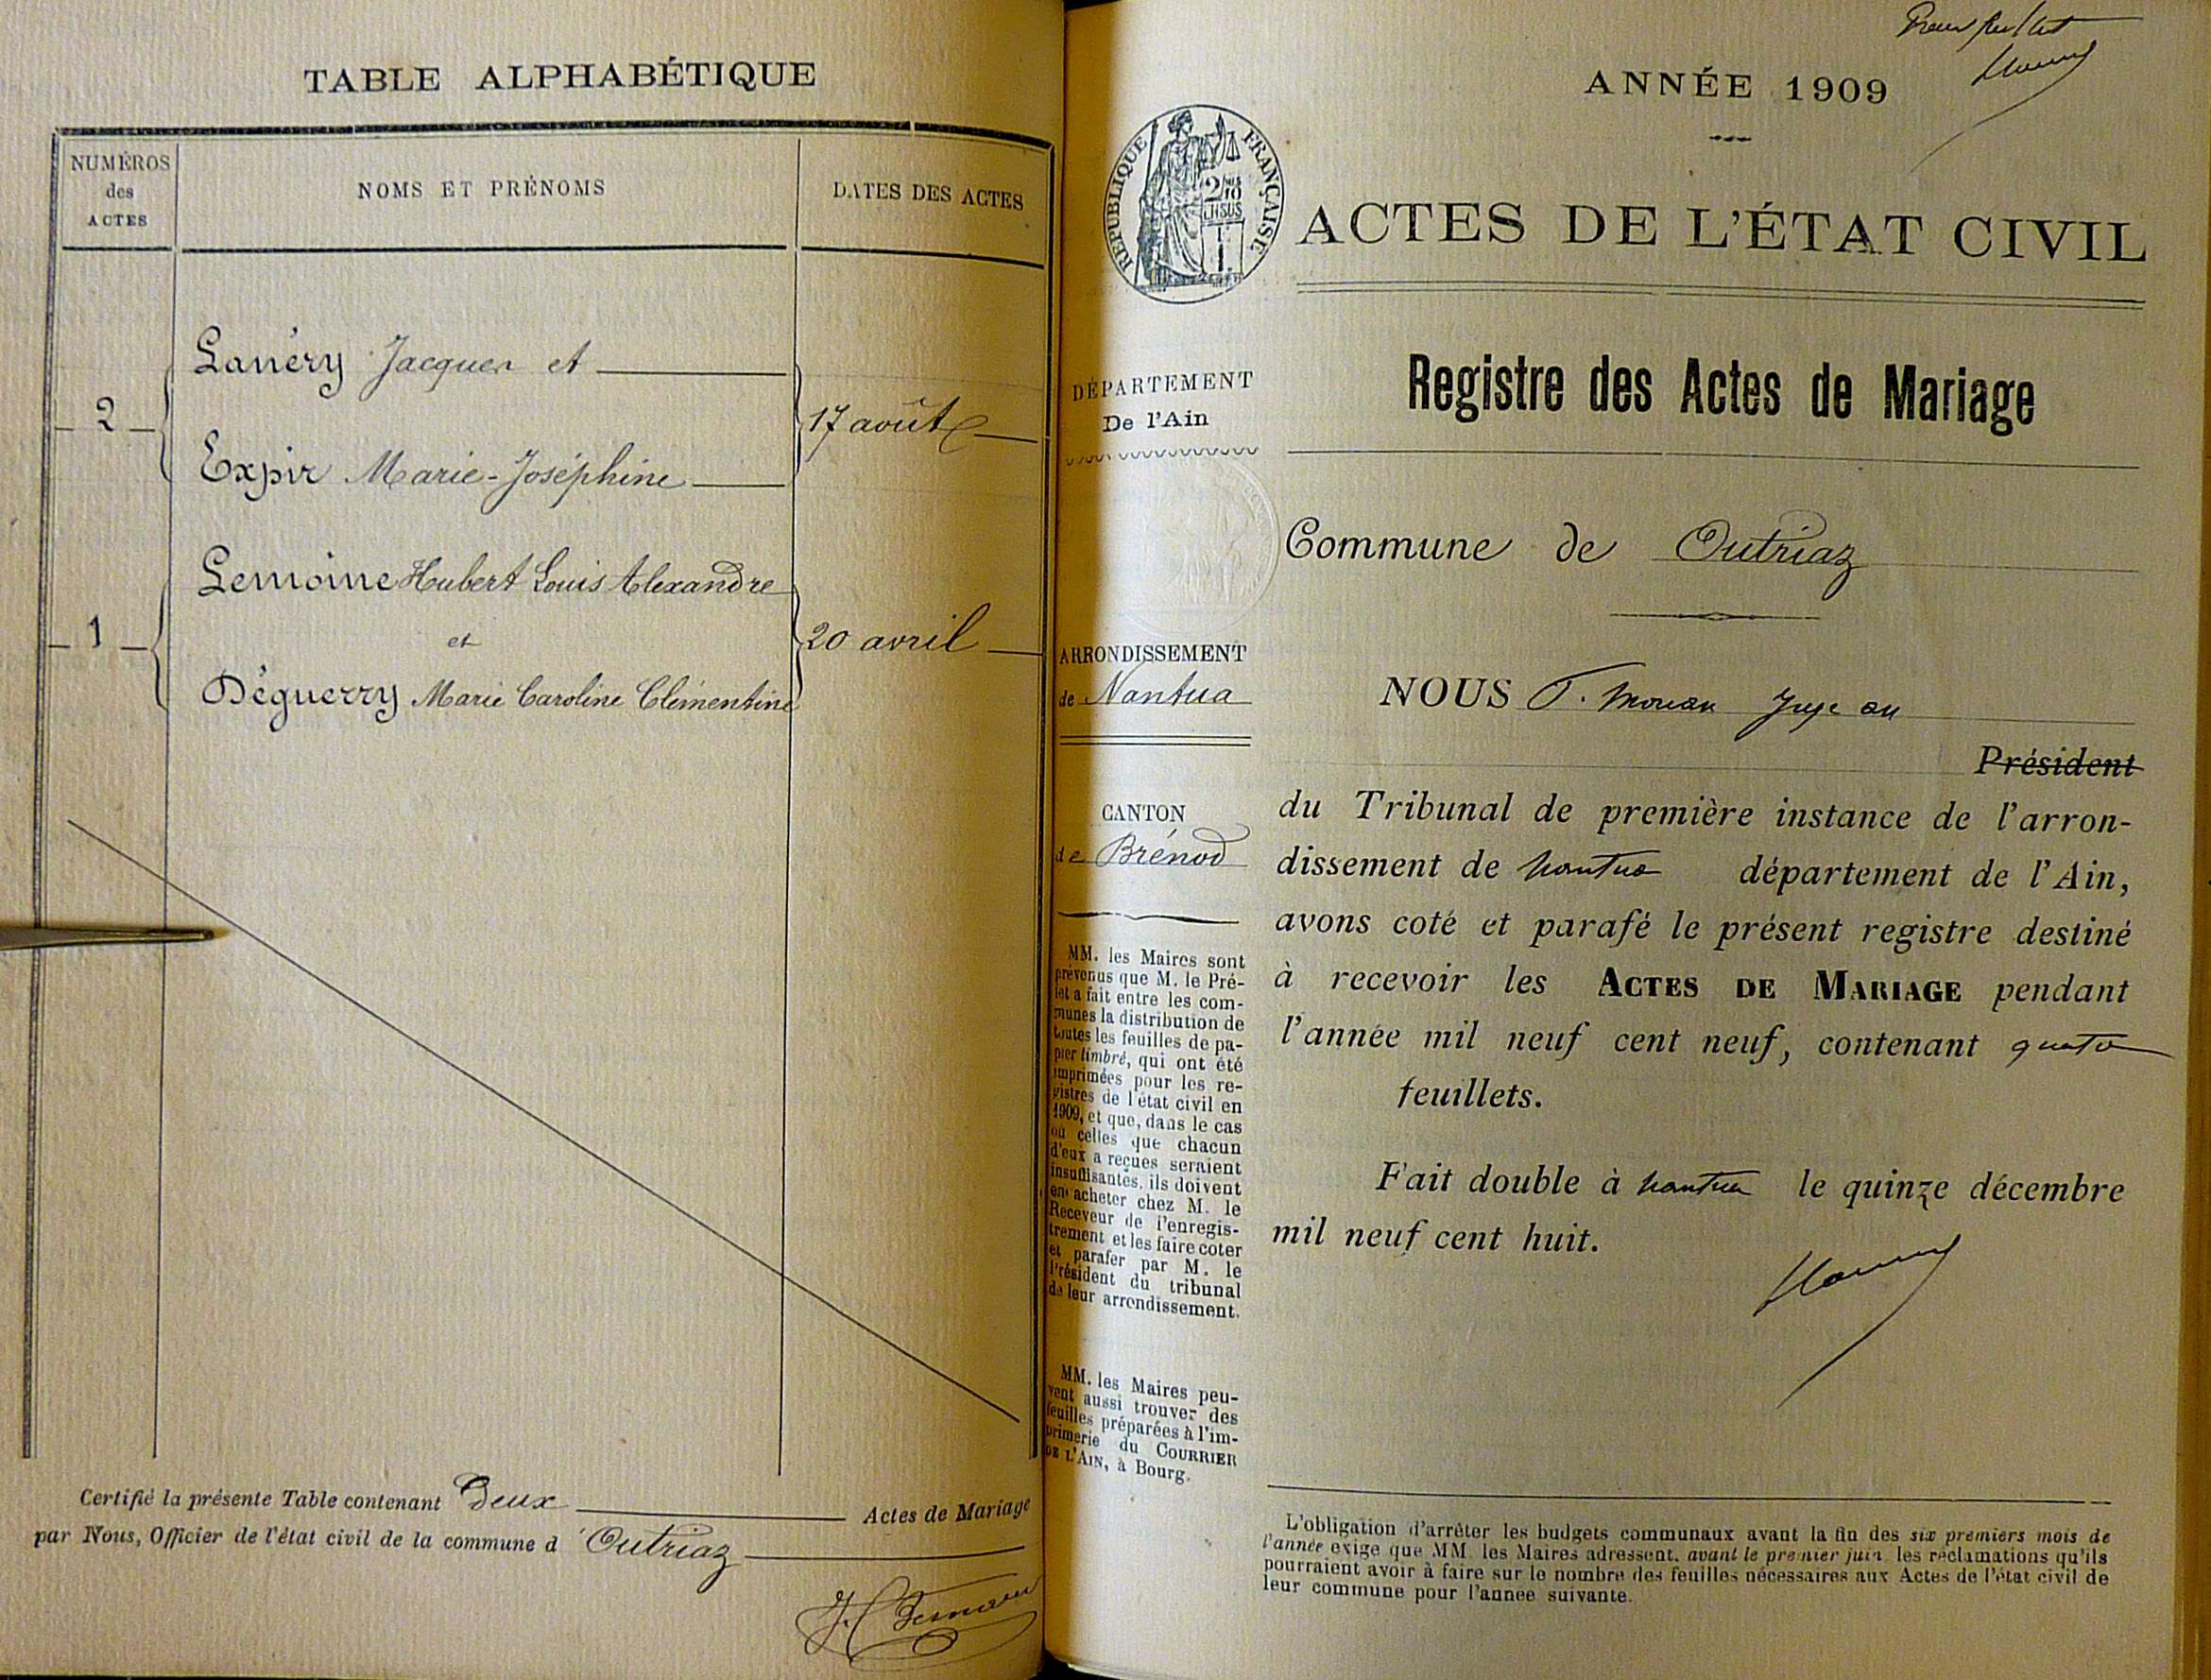 TABLE ALPHABÉTIQUE
NUMÉROS
des
ACTES
NOMS ET PRÉNOMS
DATES DES ACTES
Lanéry Jacques et
2
17 août
Expir Marie-Joséphine
Lemoine Hubert Louis Alexandre
1
et
20 avril
Déguerry Marie Caroline Clémentine
Certifié la présente Table contenant Deux Actes de Mariage
par Nous, Officier de l'état civil de la commune d'Outriaz
ANNÉE 1909
RÉPUBLIQUE FRANÇAISE
ACTES DE L'ÉTAT CIVIL
DÉPARTEMENT
De l'Ain
Registre des Actes de Mariage
Commune de Outriaz
ARRONDISSEMENT
de Nantua
NOUS Juge au
Président
CANTON
de Brénod
du Tribunal de première instance de l'arron-
dissement de Nantua département de l'Ain,
avons coté et parafé le présent registre destiné
à recevoir les ACTES DE MARIAGE pendant
l'année mil neuf cent neuf, contenant quatre
feuillets.
Fait double à Nantua le quinze décembre
mil neuf cent huit.
MM. les Maires sont
prévenus que M. le Pré-
fet a fait entre les com-
munes la distribution de
toutes les feuilles de pa-
pier timbré, qui ont été
imprimées pour les re-
gistres de l'état civil en
1909, et que, dans le cas
où celles que chacun
d'eux a reçues seraient
insuffisantes, ils doivent
en acheter chez M. le
Receveur de l'enregis-
trement et les faire coter
et parafer par M. le
Président du tribunal
de leur arrondissement.
MM. les Maires peu-
vent aussi trouver des
feuilles préparées à l'im-
primerie du COURRIER
DE L'AIN, à Bourg.
L'obligation d'arrêter les budgets communaux avant la fin des six premiers mois de
l'année exige que MM. les Maires adressent, avant le premier juin, les réclamations qu'ils
pourraient avoir à faire sur le nombre des feuilles nécessaires aux Actes de l'état civil de
leur commune pour l'année suivante.